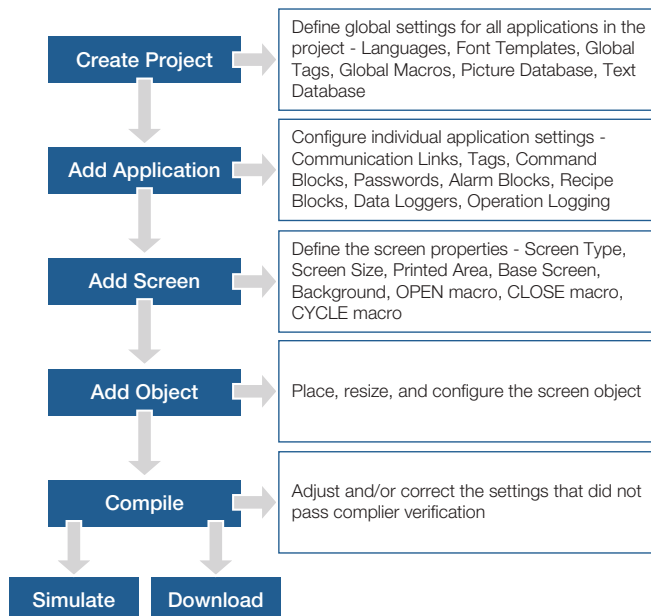 Create Project
Define global settings for all applications in the
project - Languages, Font Templates, Global
Tags, Global Macros, Picture Database, Text
Database
Add Application
Configure individual application settings -
Communication Links, Tags, Command
Blocks, Passwords, Alarm Blocks, Recipe
Blocks, Data Loggers, Operation Logging
Add Screen
Define the screen properties - Screen Type,
Screen Size, Printed Area, Base Screen,
Background, OPEN macro, CLOSE macro,
CYCLE macro
Add Object
Place, resize, and configure the screen object
Compile
Adjust and/or correct the settings that did not
pass complier verification
Simulate
Download